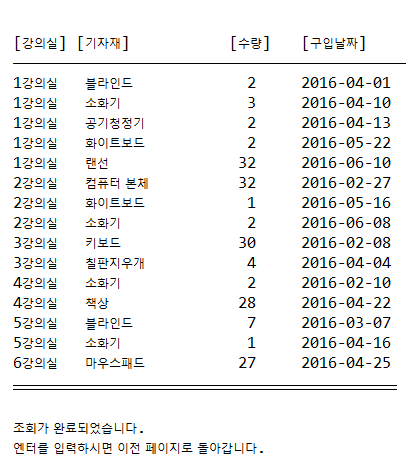 [강의실] [기자재] [수량] [구입날짜]
1강의실 블라인드 2 2016-04-01
1강의실 소화기 3 2016-04-10
1강의실 공기청정기 2 2016-04-13
1강의실 화이트보드 2 2016-05-22
1강의실 랜선 32 2016-06-10
2강의실 컴퓨터 본체 32 2016-02-27
2강의실 화이트보드 1 2016-05-16
2강의실 소화기 2 2016-06-08
3강의실 키보드 30 2016-02-08
3강의실 칠판지우개 4 2016-04-04
4강의실 소화기 2 2016-02-10
4강의실 책상 28 2016-04-22
5강의실 블라인드 7 2016-03-07
5강의실 소화기 1 2016-04-16
6강의실 마우스패드 27 2016-04-25
조회가 완료되었습니다.
엔터를 입력하시면 이전 페이지로 돌아갑니다.